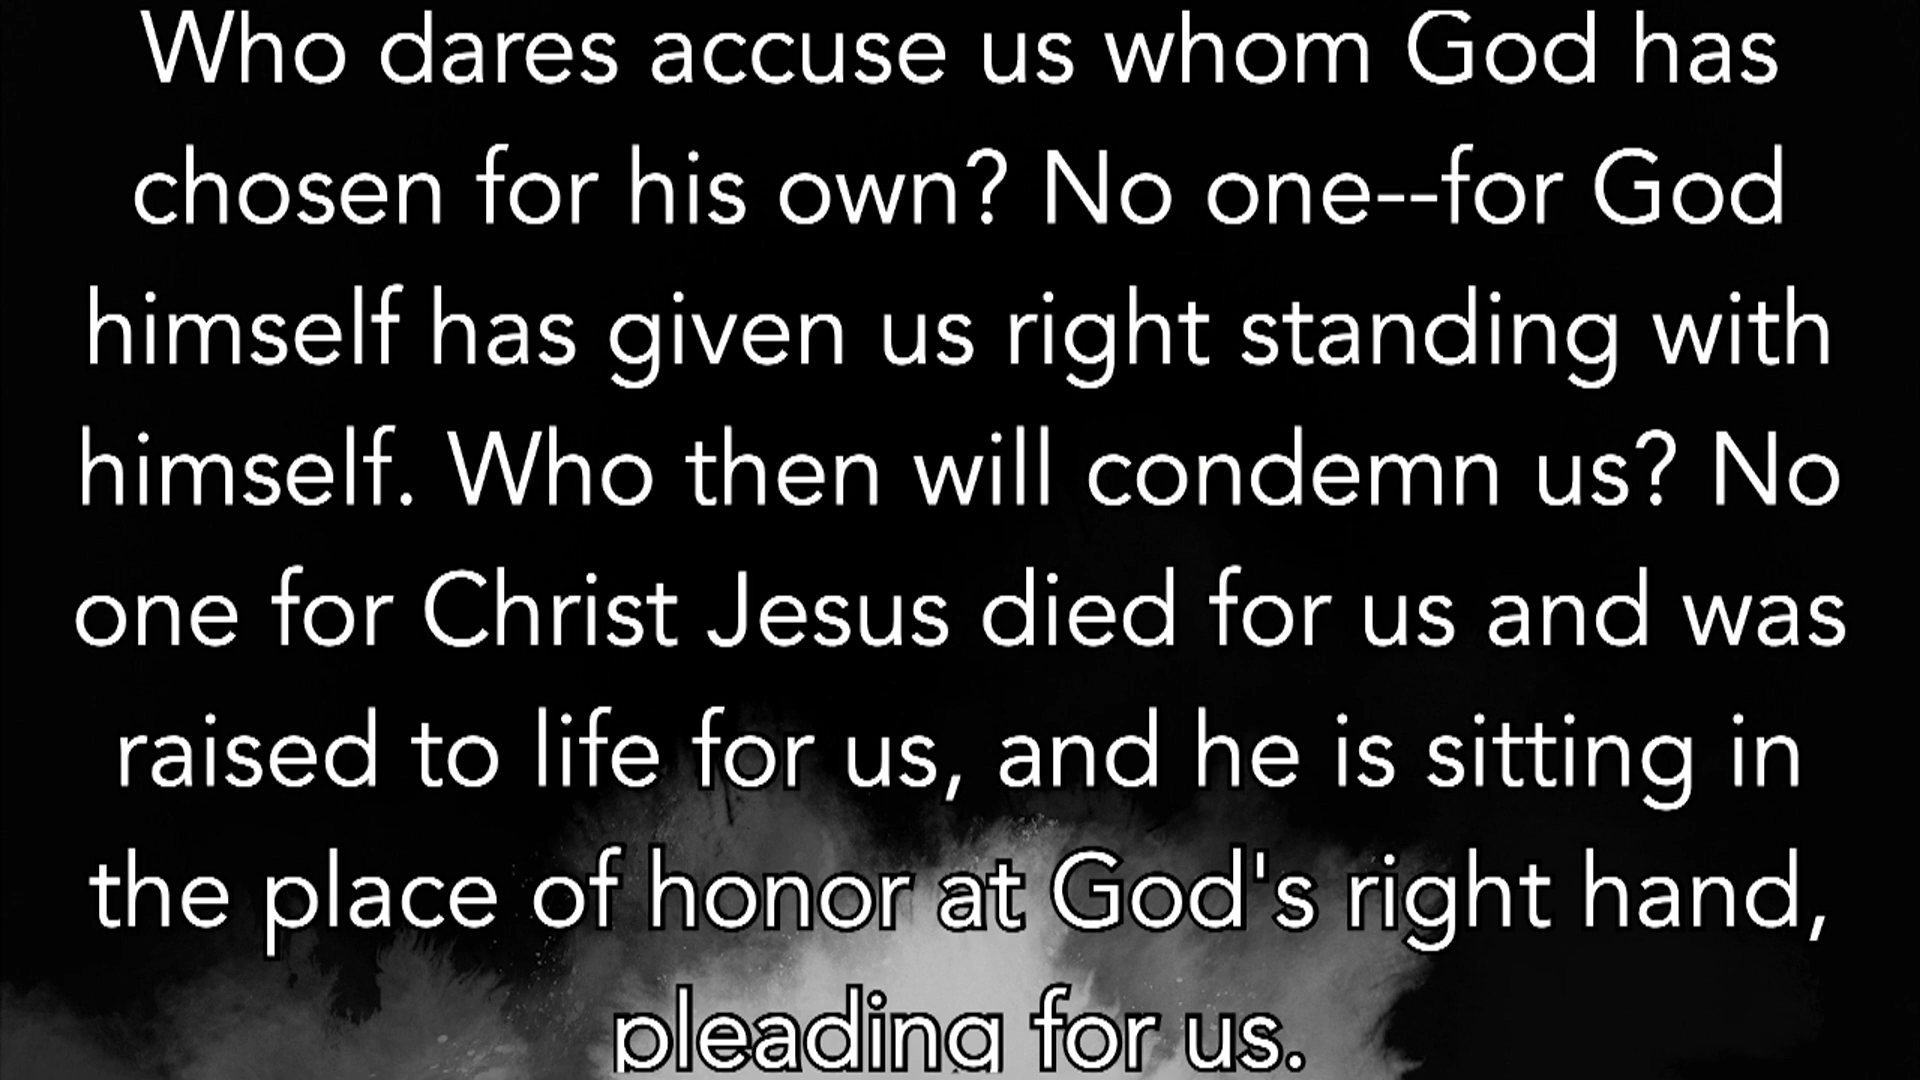 Who dares accuse us whom God has
chosen for his own? No one--for God
himself has given us right standing with
himself. Who then will condemn us? No
one for Christ Jesus died for us and was
raised to life for us, and he is sitting in
the place of honor at God's right hand,
pleading for us.